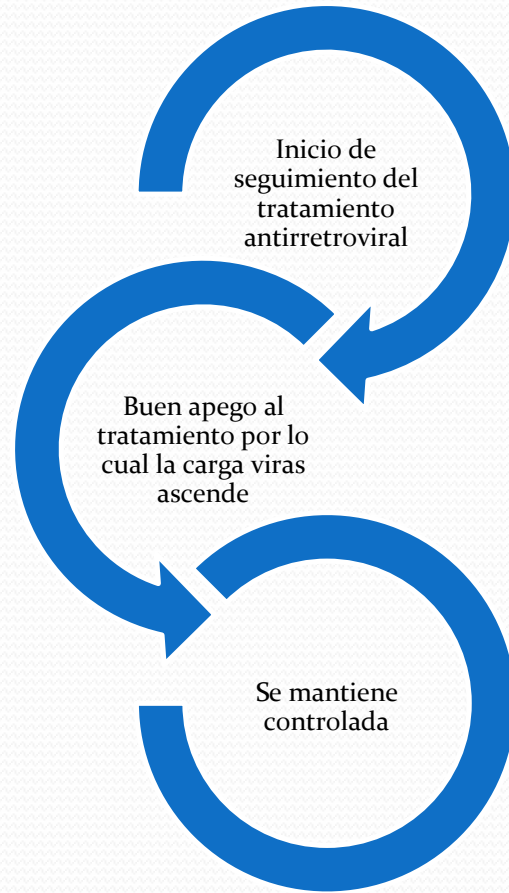 Inicio de
seguimiento del
tratamiento
antirretroviral
Buen apego al
tratamiento por lo
cual la carga viras
asciende
Se mantiene
controlada